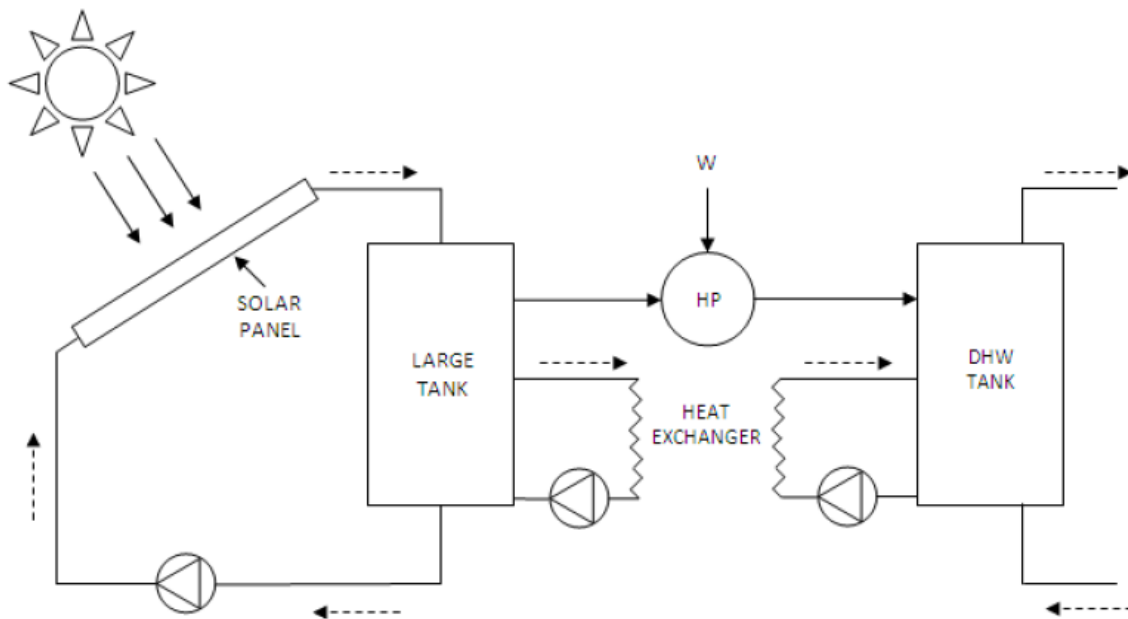 W
HP
SOLAR
PANEL
LARGE
TANK
HEAT
EXCHANGER
DHW
TANK